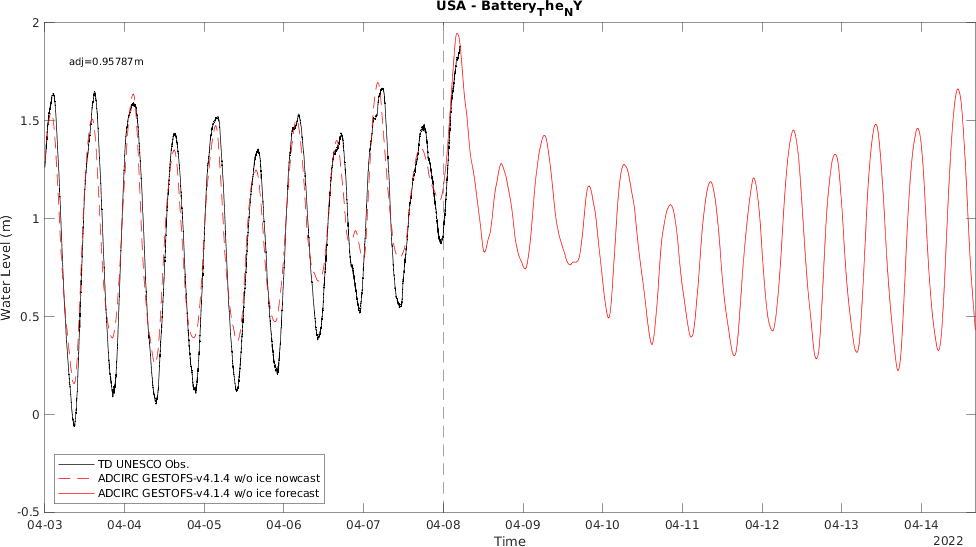 USA - BatteryTheNY
adj=0.95787m
2
1.5
1
0.5
0
-0.5
Water Level (m)
TD UNESCO Obs.
ADCIRC GESTOFS-v4.1.4 w/o ice nowcast
ADCIRC GESTOFS-v4.1.4 w/o ice forecast
04-03 04-04 04-05 04-06 04-07 04-08 04-09 04-10 04-11 04-12 04-13 04-14
Time
2022